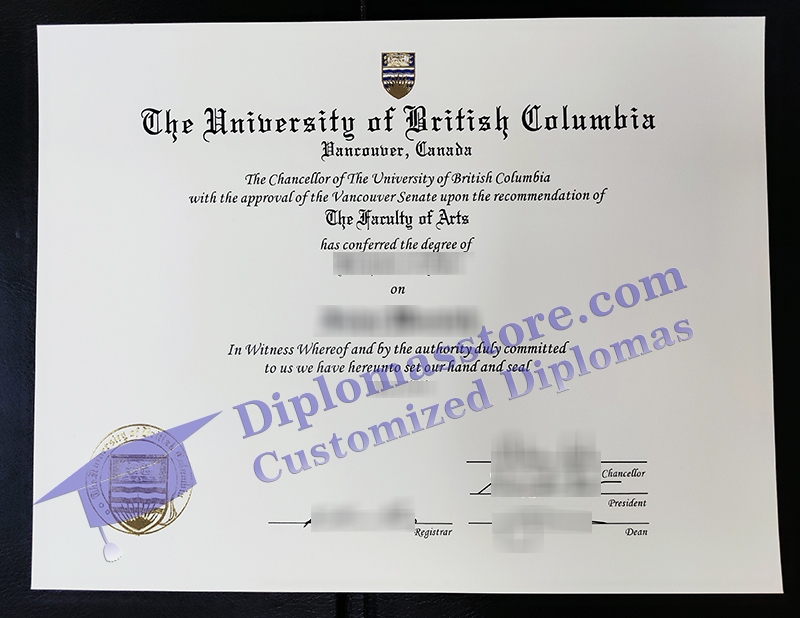 The University of British Columbia
Vancouver, Canada
The Chancellor of The University of British Columbia
with the approval of the Vancouver Senate upon the recommendation of
The Faculty of Arts
has conferred the degree of
on
In Witness Whereof and by the authority duly committed
to us we have hereunto set our hand and seal
Diplomasstore.com
Customized Diplomas
Chancellor
President
Registrar
Dean